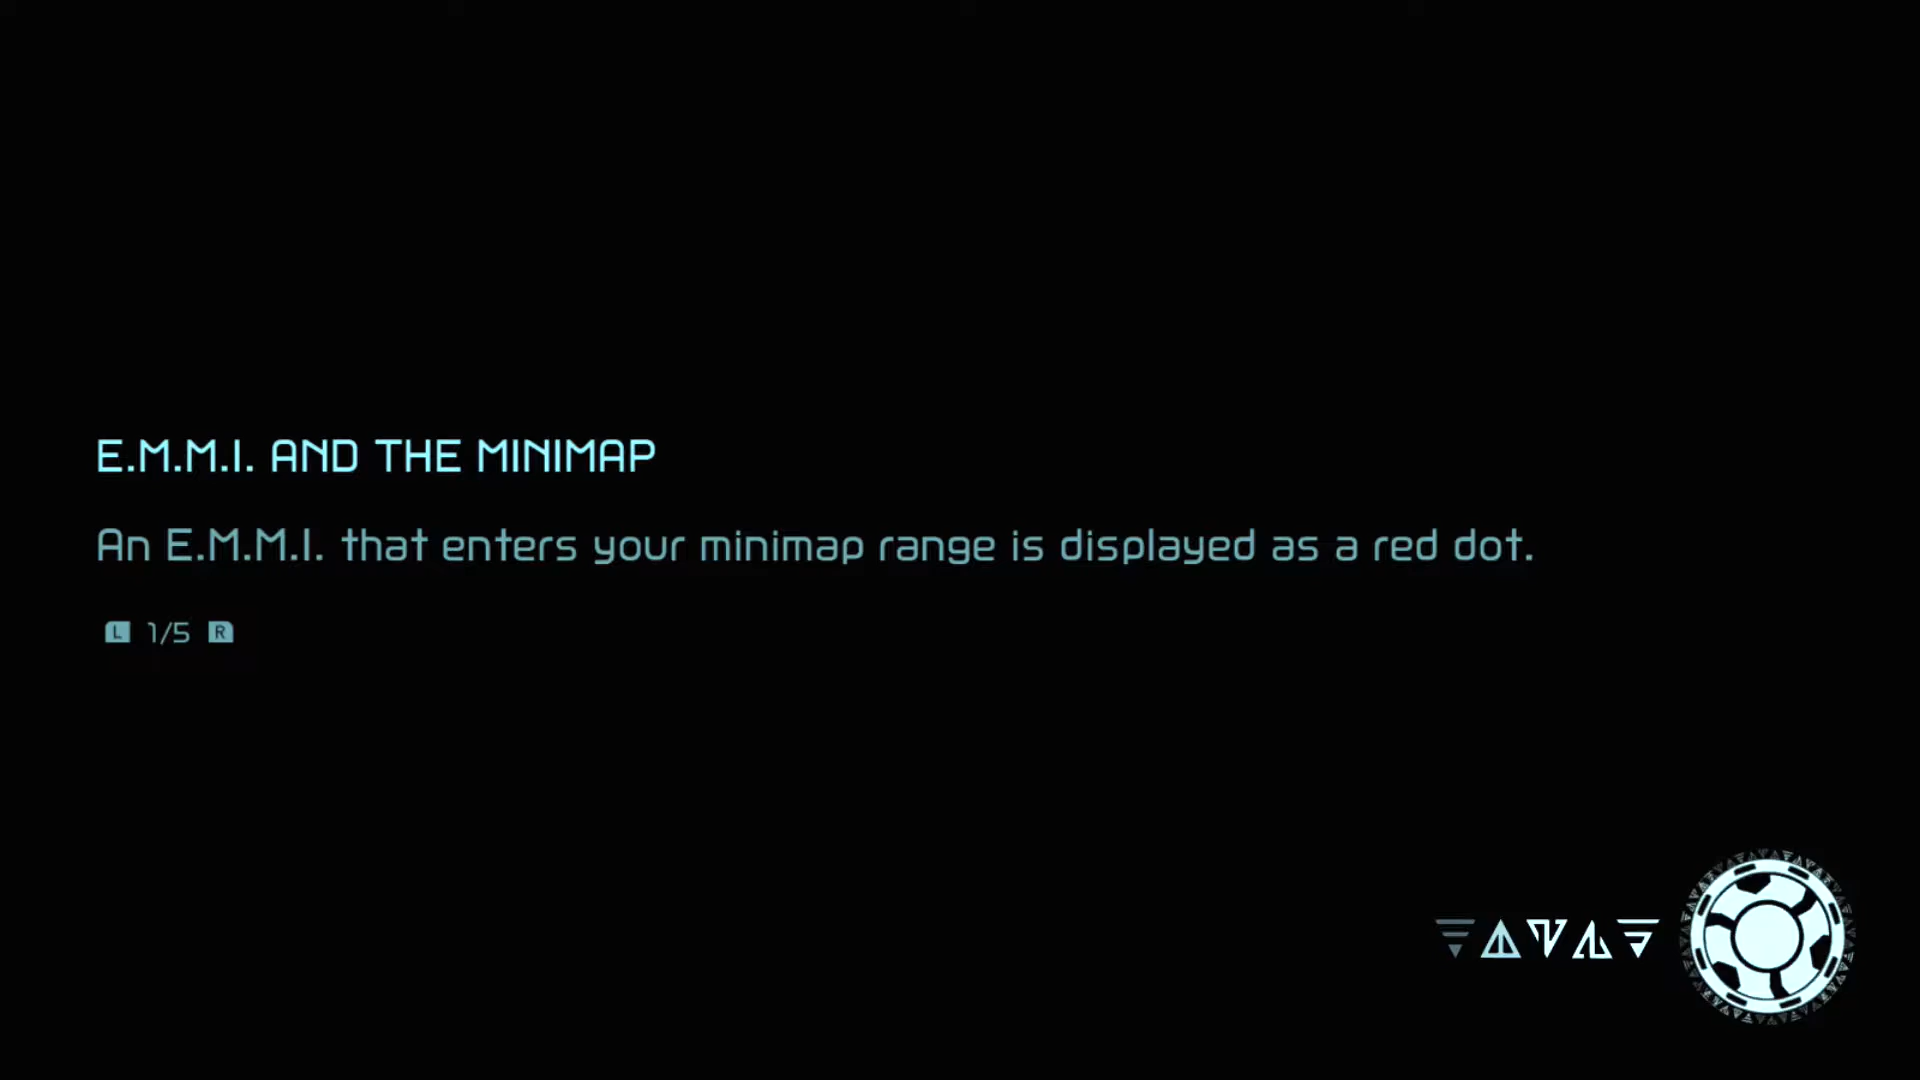 E.M.M.I. AND THE MINIMAP
An E.M.M.I. that enters your minimap range is displayed as a red dot.
L 1/5 R